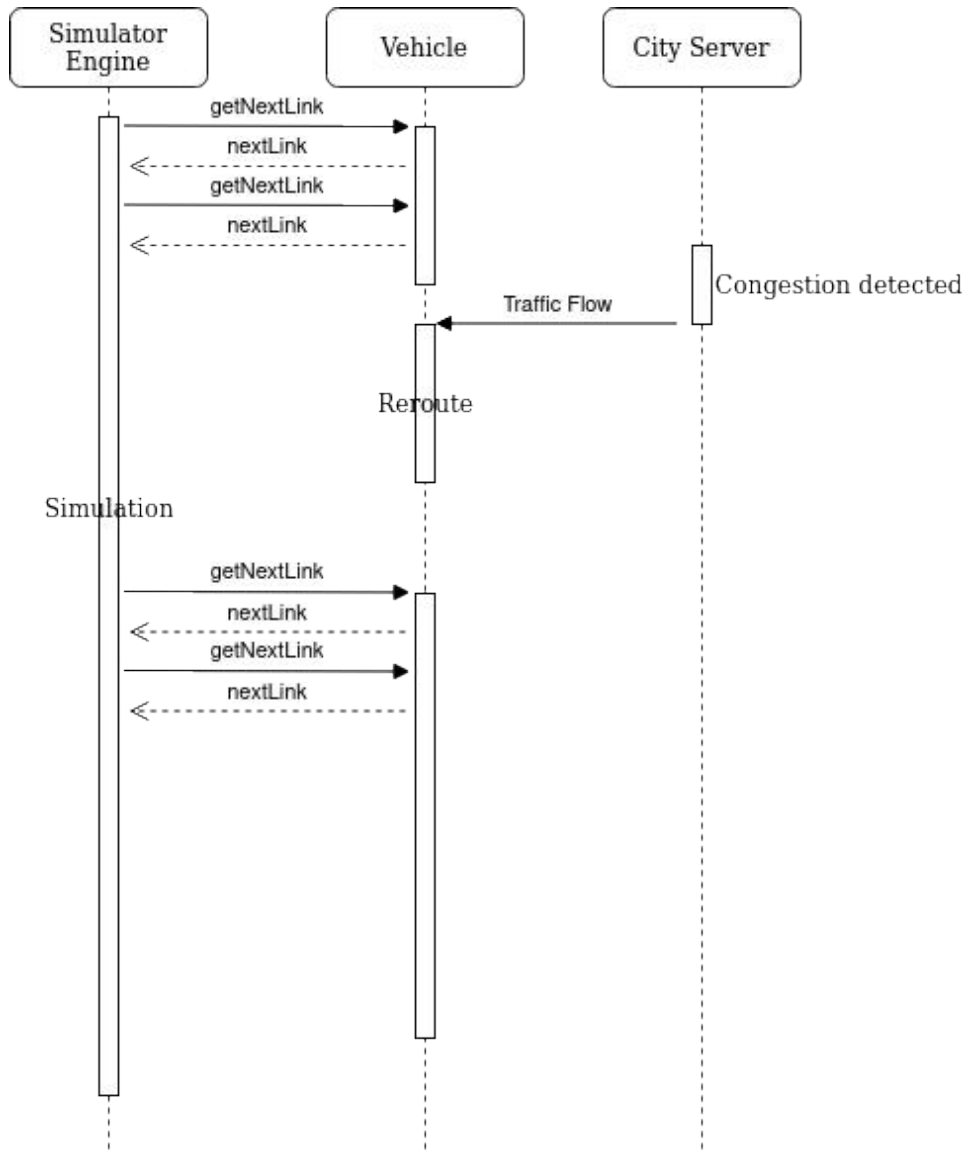 Simulator
Engine
Vehicle
City Server
getNextLink
nextLink
getNextLink
nextLink
Congestion detected
Traffic Flow
Reroute
Simulation
getNextLink
nextLink
getNextLink
nextLink